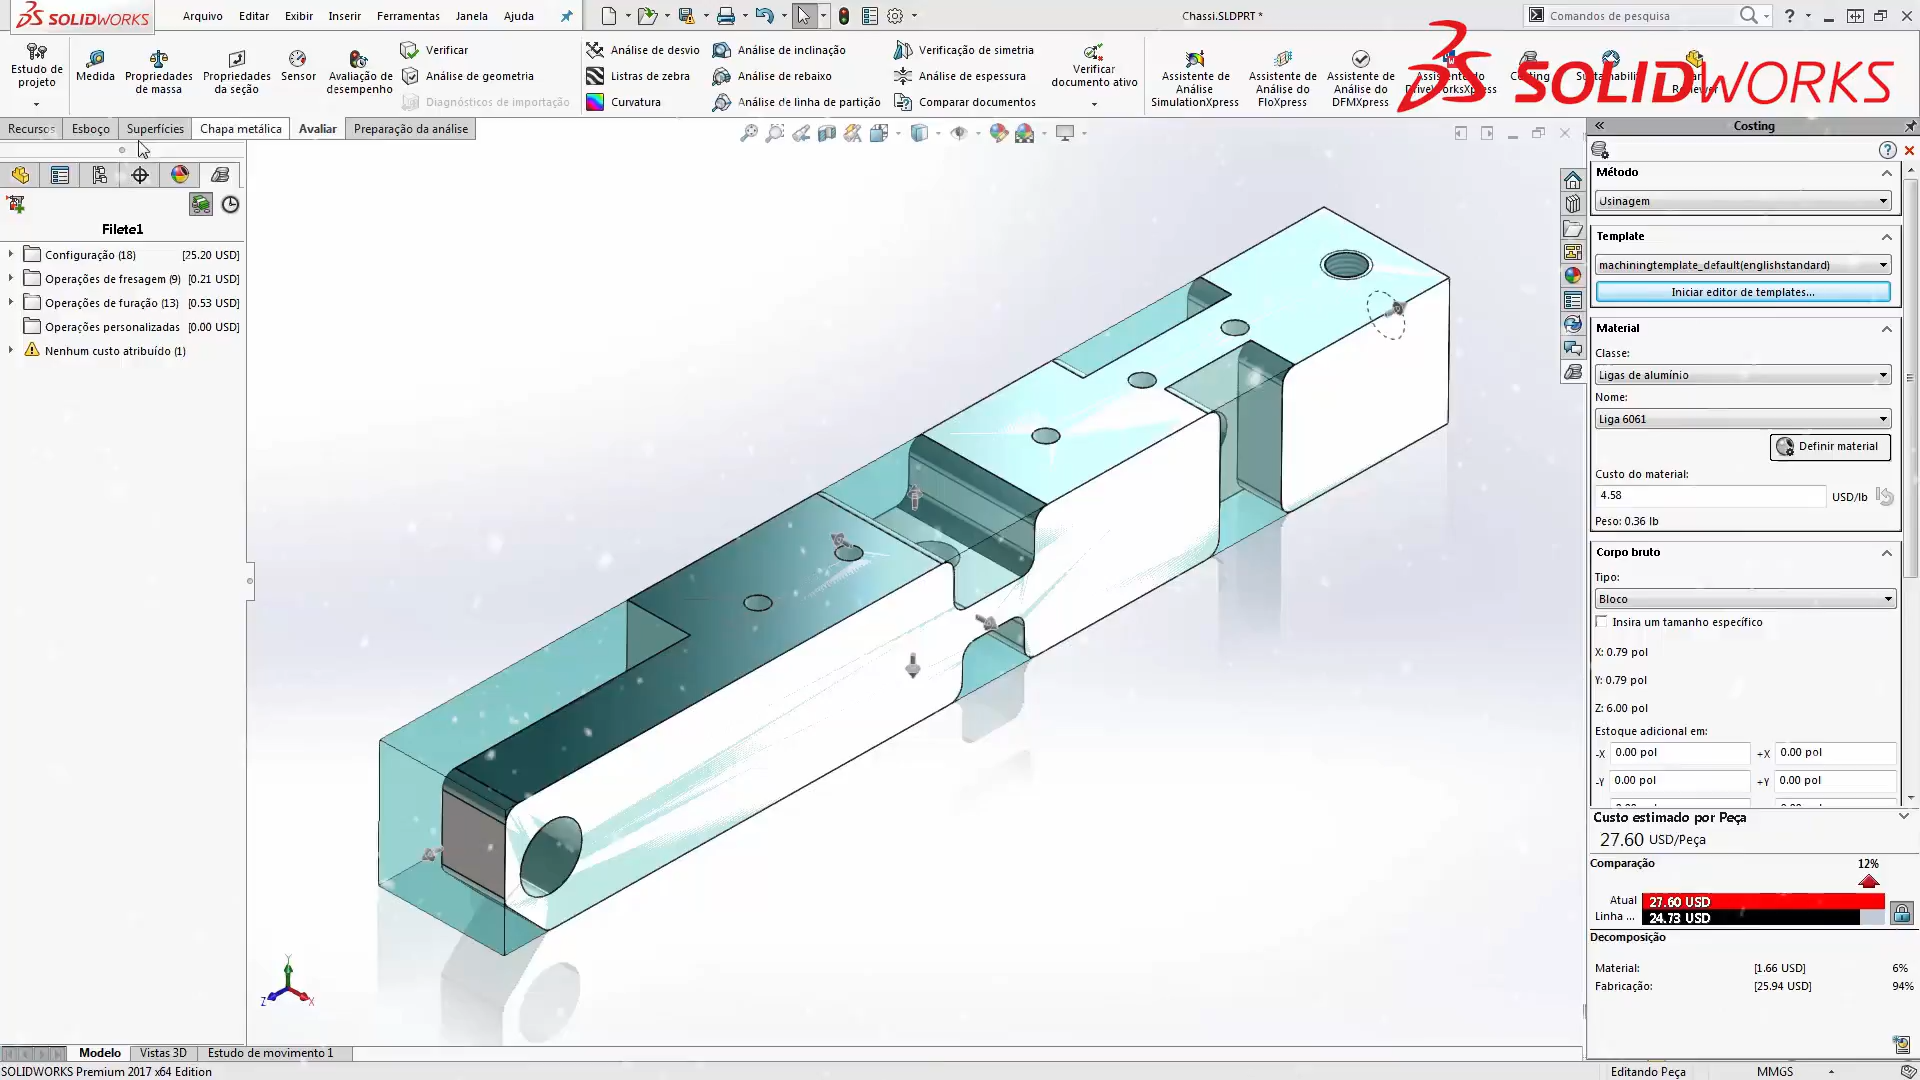 SOLIDWORKS
Arquivo Editar Exibir Inserir Ferramentas Janela Ajuda
Chassi.SLDPRT *
Comandos de pesquisa
Estudo de projeto
Medida
Propriedades de massa
Propriedades da seção
Sensor
Avaliação de desempenho
Verificar
Análise de geometria
Diagnósticos de importação
Análise de desvio
Listras de zebra
Curvatura
Análise de inclinação
Análise de rebaixo
Análise de linha de partição
Verificação de simetria
Análise de espessura
Comparar documentos
Verificar documento ativo
Assistente de Análise SimulationXpress
Assistente de Análise do FloXpress
Assistente de Análise do DFMXpress
SOLIDWORKS
Recursos Esboço Superfícies Chapa metálica Avaliar Preparação da análise
Filete1
Configuração (18) [25.20 USD]
Operações de fresagem (9) [0.21 USD]
Operações de furação (13) [0.53 USD]
Operações personalizadas [0.00 USD]
Nenhum custo atribuído (1)
Costing
Método
Usinagem
Template
machiningtemplate_default(englishstandard)
Iniciar editor de templates...
Material
Classe:
Ligas de alumínio
Nome:
Liga 6061
Definir material
Custo do material:
4.58 USD/lb
Peso: 0.36 lb
Corpo bruto
Tipo:
Bloco
Insira um tamanho específico
X: 0.79 pol
Y: 0.79 pol
Z: 6.00 pol
Estoque adicional em:
-X 0.00 pol +X 0.00 pol
-Y 0.00 pol +Y 0.00 pol
Custo estimado por Peça
27.60 USD/Peça
Comparação 12%
Atual 27.60 USD
Linha ... 24.73 USD
Decomposição
Material: [1.66 USD] 6%
Fabricação: [25.94 USD] 94%
Y
Z X
Modelo Vistas 3D Estudo de movimento 1
SOLIDWORKS Premium 2017 x64 Edition
Editando Peça MMGS